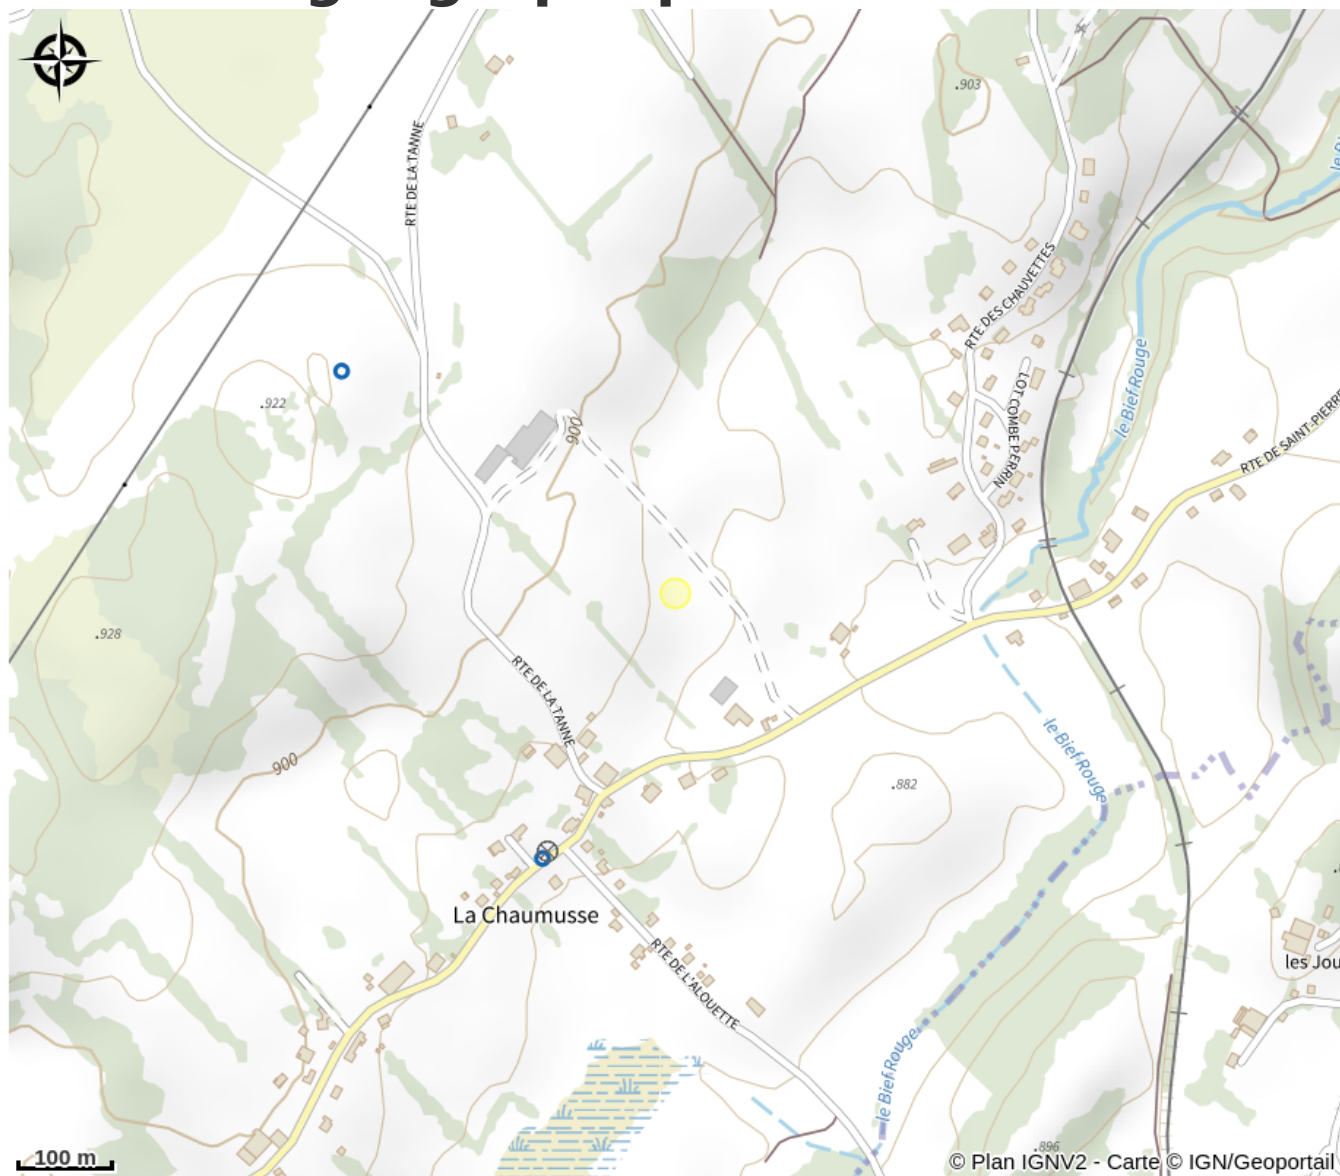 RTE DE LA TANNE
.903
le Bief Rouge
RTE DES CHAUVETTES
LOT COMBE PERRIN
RTE DE SAINT-PIERRE
.922
900
.928
RTE DE LA TANNE
900
.882
le Bief Rouge
La Chaumusse
RTE DE L'ALOUETTE
les Jou
le Bief Rouge
.896
100 m
© Plan IGNV2 - Carte © IGN/Geoportail